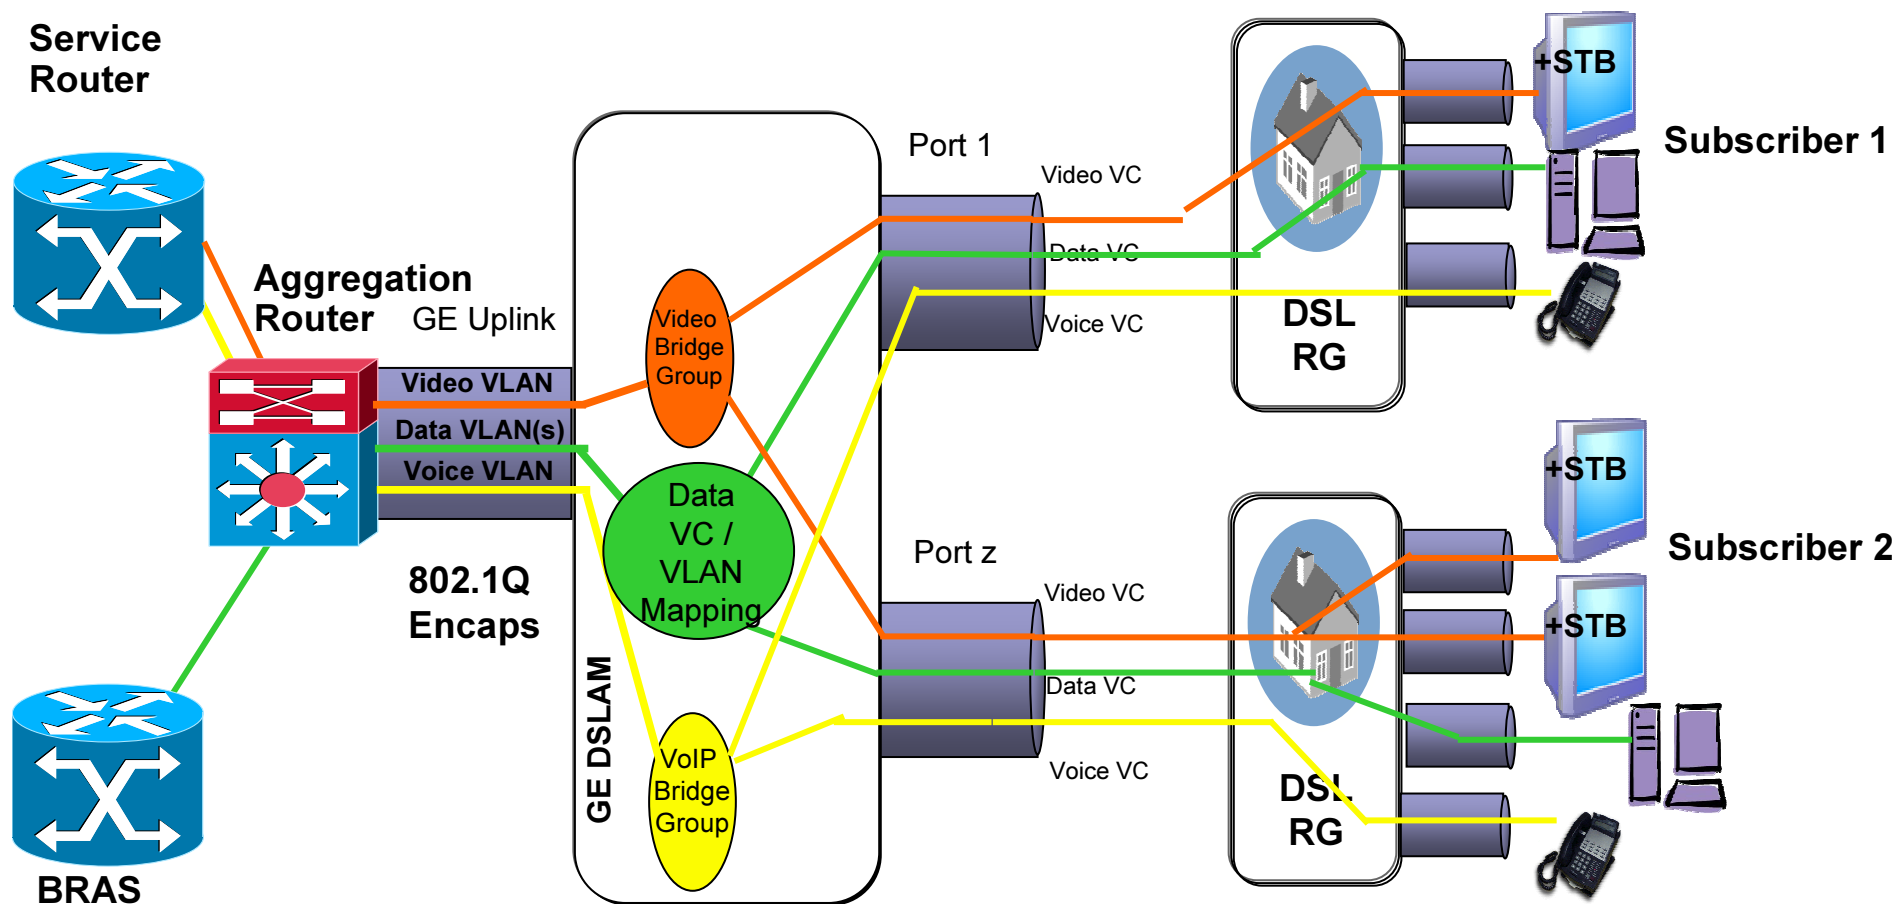 Service
Router
Aggregation
Router
GE Uplink
Video VLAN
Data VLAN(s)
Voice VLAN
802.1Q
Encaps
BRAS
GE DSLAM
Video
Bridge
Group
Data
VC /
VLAN
Mapping
VoIP
Bridge
Group
Port 1
Video VC
Data VC
Voice VC
DSL
RG
+STB
Subscriber 1
Port z
Video VC
Data VC
Voice VC
DSL
RG
+STB
+STB
Subscriber 2